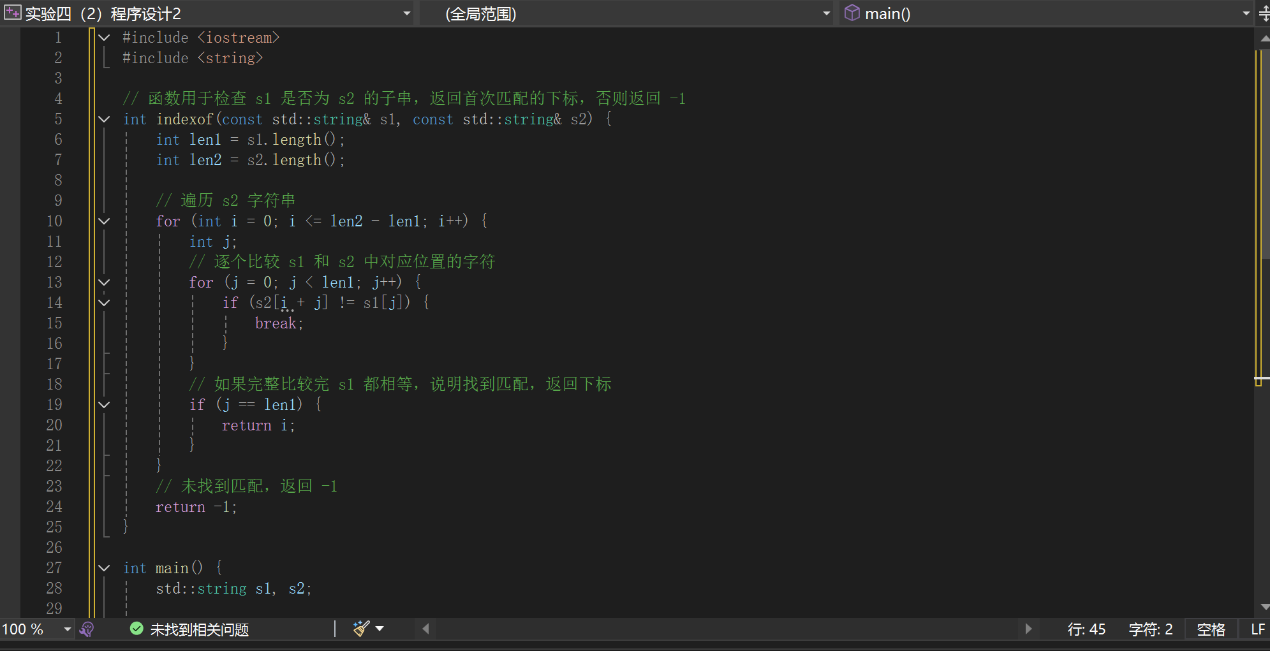 实验四（2）程序设计2 (全局范围) main()
1 #include <iostream>
2 #include <string>
3
4 // 函数用于检查 s1 是否为 s2 的子串，返回首次匹配的下标，否则返回 -1
5 int indexof(const std::string& s1, const std::string& s2) {
6 int len1 = s1.length();
7 int len2 = s2.length();
8
9 // 遍历 s2 字符串
10 for (int i = 0; i <= len2 - len1; i++) {
11 int j;
12 // 逐个比较 s1 和 s2 中对应位置的字符
13 for (j = 0; j < len1; j++) {
14 if (s2[i + j] != s1[j]) {
15 break;
16 }
17 }
18 // 如果完整比较完 s1 都相等，说明找到匹配，返回下标
19 if (j == len1) {
20 return i;
21 }
22 }
23 // 未找到匹配，返回 -1
24 return -1;
25 }
26
27 int main() {
28 std::string s1, s2;
29
100 % 未找到相关问题 行: 45 字符: 2 空格 LF